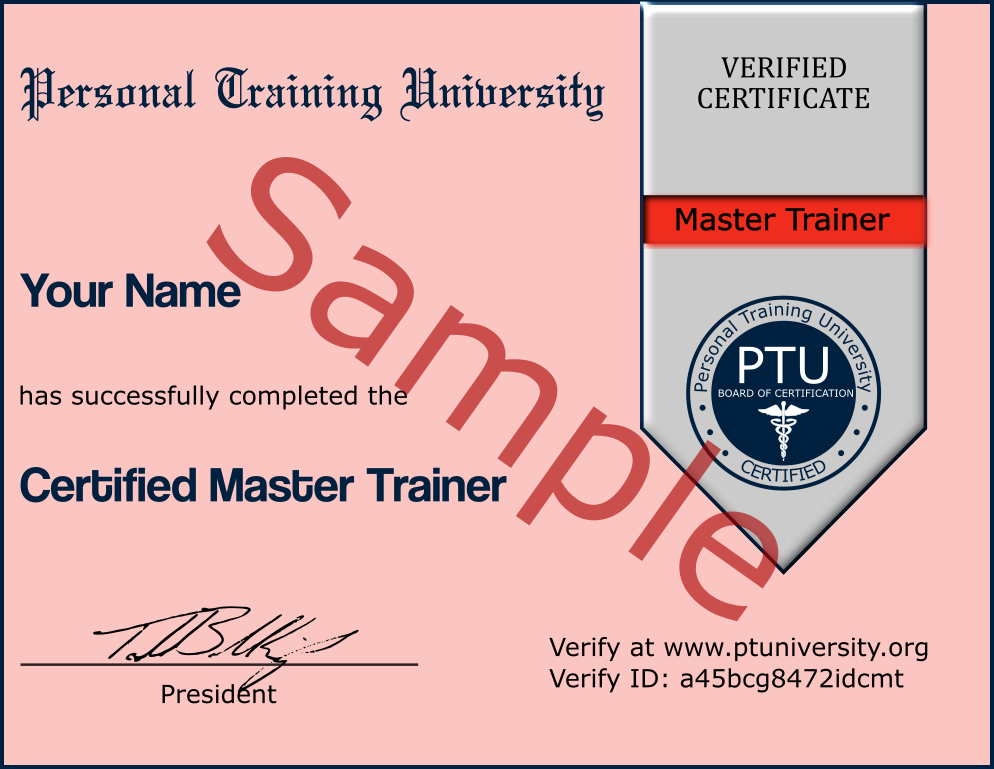 Personal Training University
VERIFIED
CERTIFICATE
Master Trainer
Your Name
has successfully completed the
Certified Master Trainer
Personal Training University
PTU
BOARD OF CERTIFICATION
CERTIFIED
Sample
President
Verify at www.ptuniversity.org
Verify ID: a45bcg8472idcmt